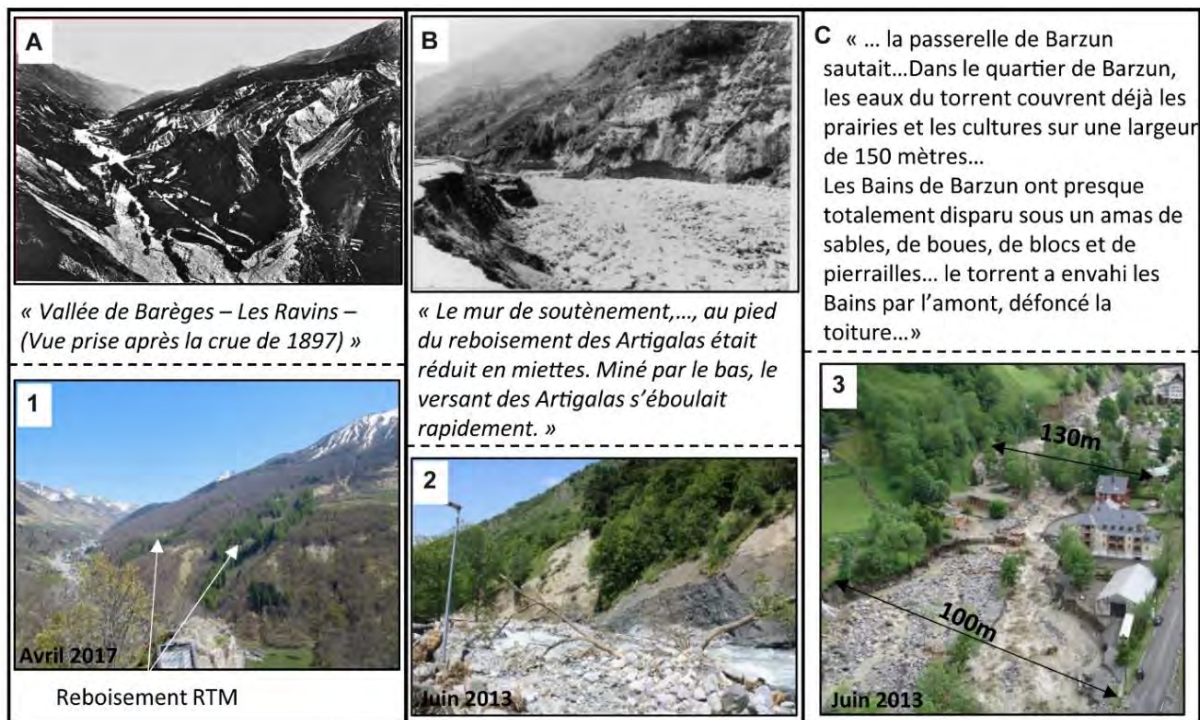 A
« Vallée de Barèges – Les Ravins –
(Vue prise après la crue de 1897) »
1
Avril 2017
Reboisement RTM
B
« Le mur de soutènement,…, au pied
du reboisement des Artigalas était
réduit en miettes. Miné par le bas, le
versant des Artigalas s’éboulait
rapidement. »
2
Juin 2013
C « … la passerelle de Barzun
sautait…Dans le quartier de Barzun,
les eaux du torrent couvrent déjà les
prairies et les cultures sur une largeur
de 150 mètres…
Les Bains de Barzun ont presque
totalement disparu sous un amas de
sables, de boues, de blocs et de
pierrailles… le torrent a envahi les
Bains par l’amont, défoncé la
toiture…»
3
130m
100m
Juin 2013